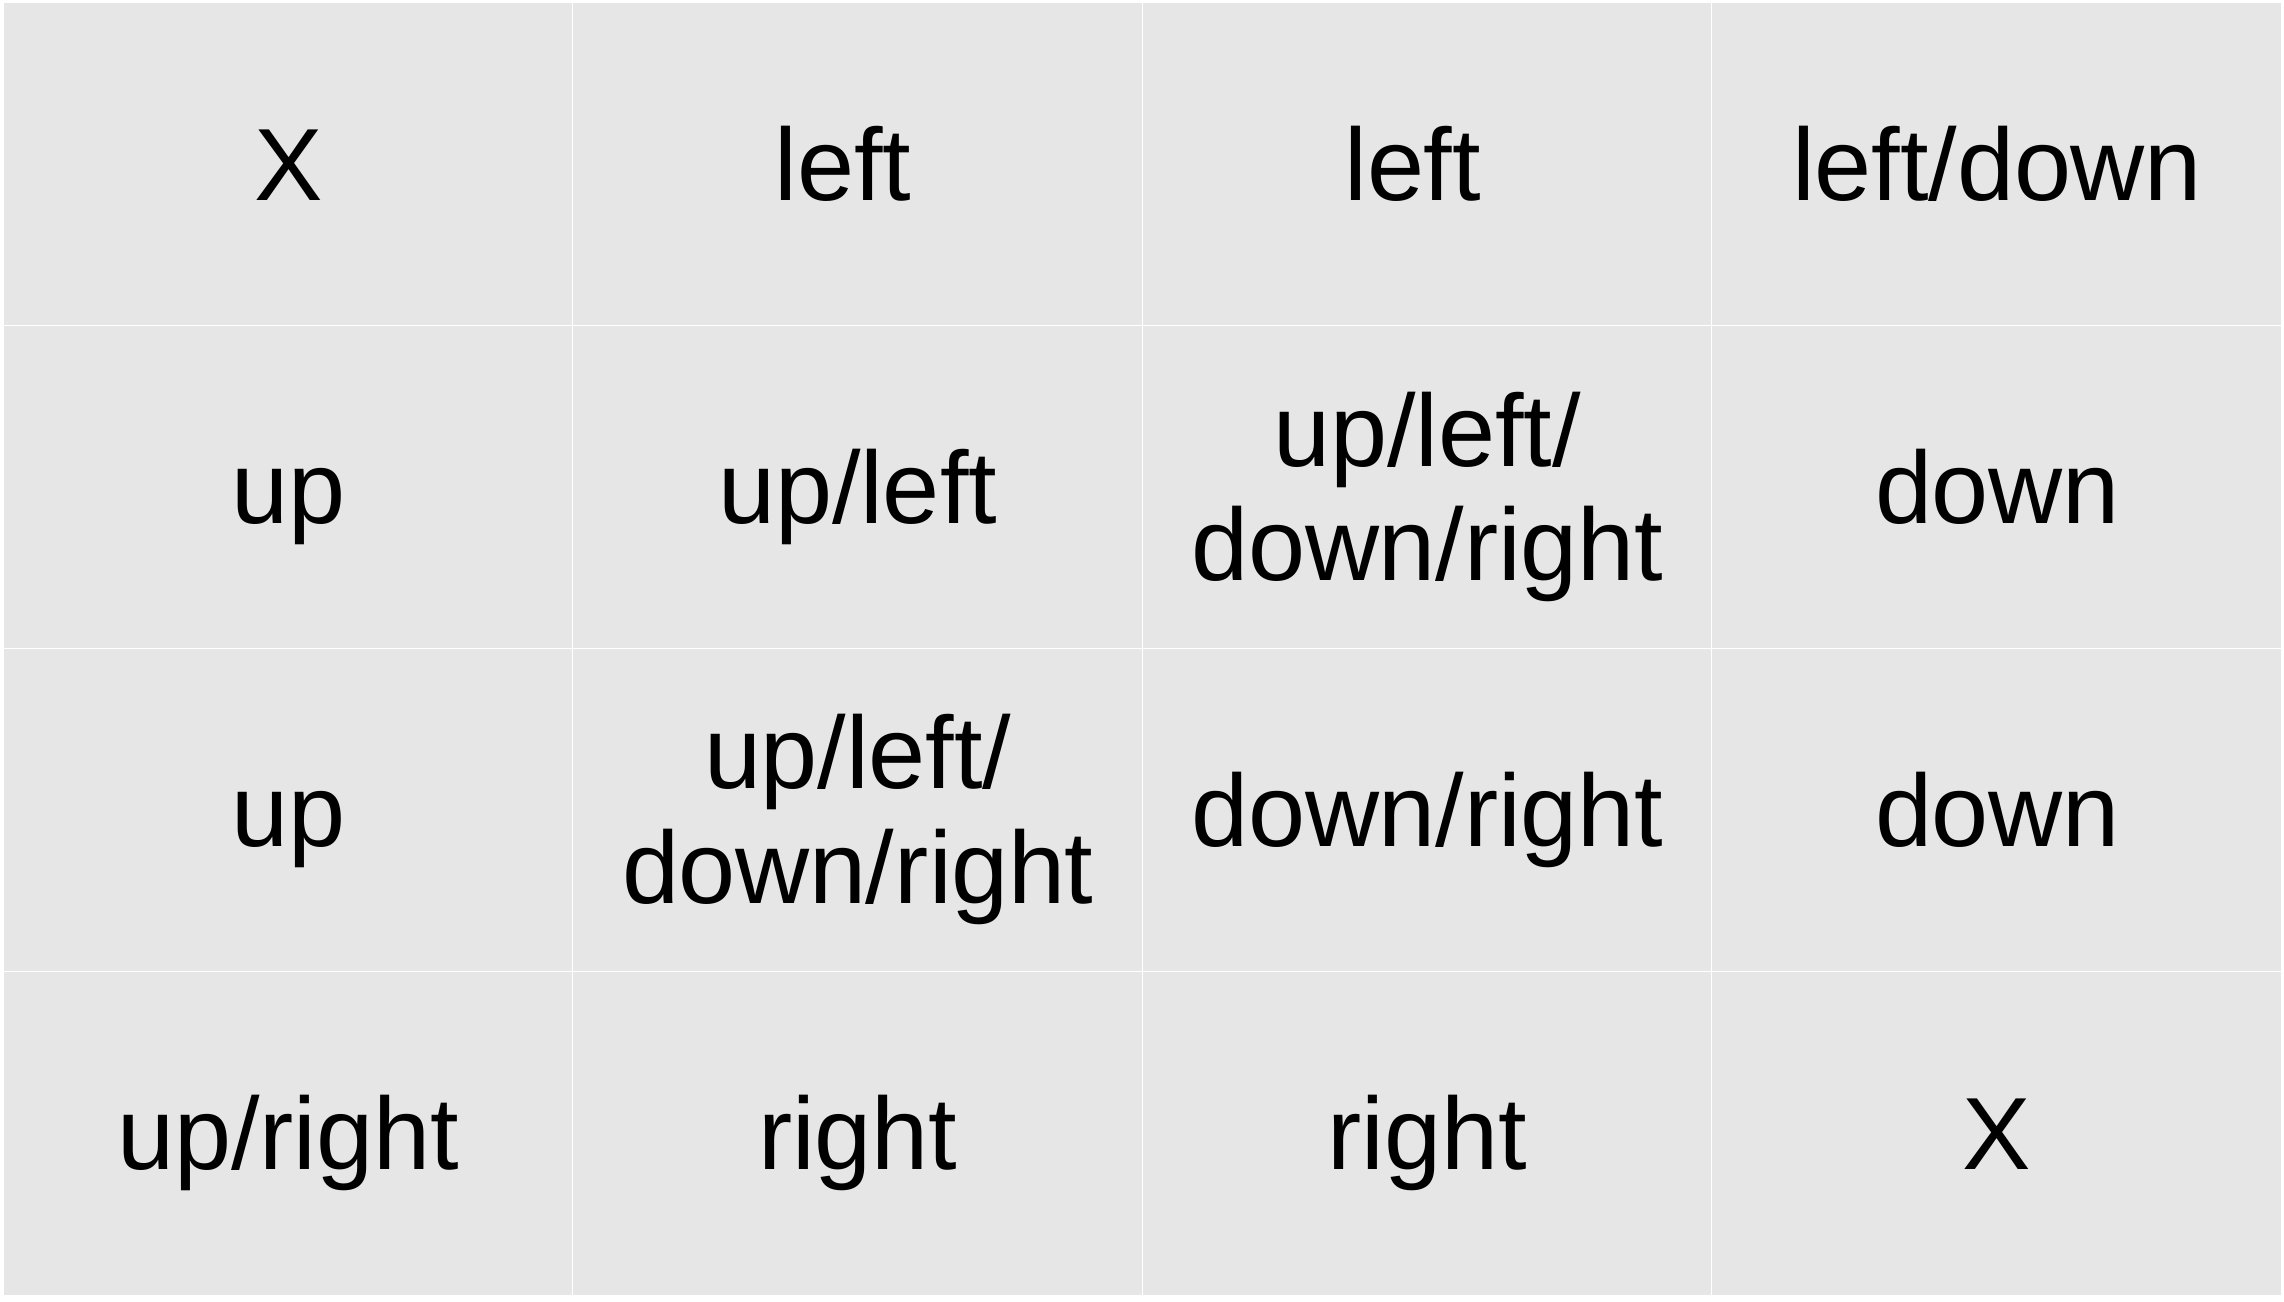 X left left left/down
up up/left up/left/ down
down/right
up up/left/ down/right down
down/right
up/right right right X